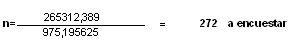 265312,389
n= = 272 a encuestar
975,195625